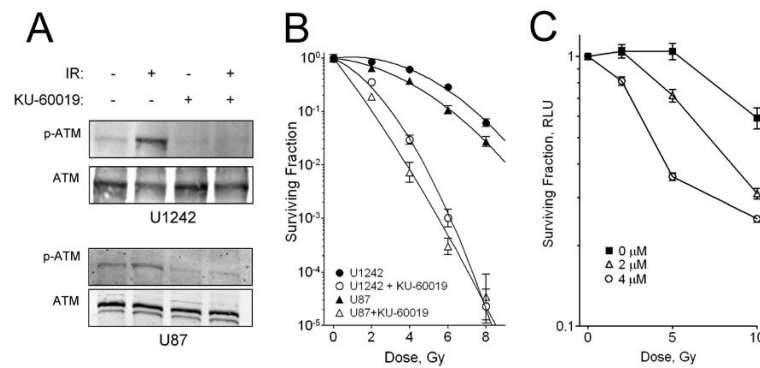 A
IR: - + - +
KU-60019: - - + +
p-ATM
ATM
U1242
p-ATM
ATM
U87
B
Surviving Fraction
10⁰
10⁻¹
10⁻²
10⁻³
10⁻⁴
10⁻⁵
U1242
U1242 + KU-60019
U87
U87+KU-60019
0 2 4 6 8
Dose, Gy
C
Surviving Fraction, RLU
1
0.1
0 µM
2 µM
4 µM
0 5 10
Dose, Gy